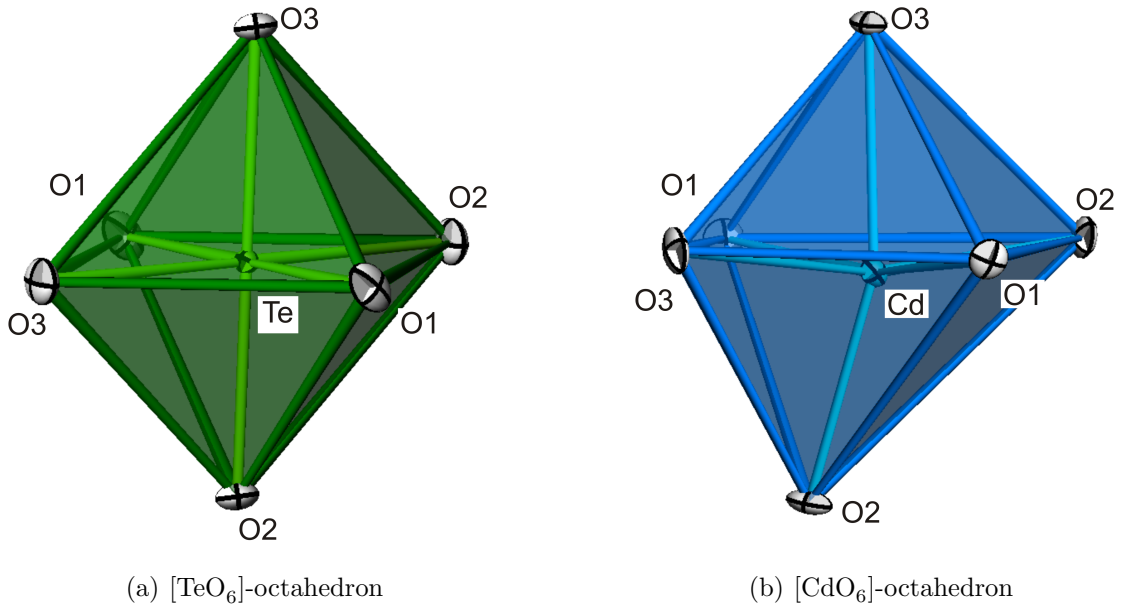 O3
O1
O2
Te
O3
O1
O2
(a) [TeO₆]-octahedron
O3
O1
O2
Cd
O3
O1
O2
(b) [CdO₆]-octahedron